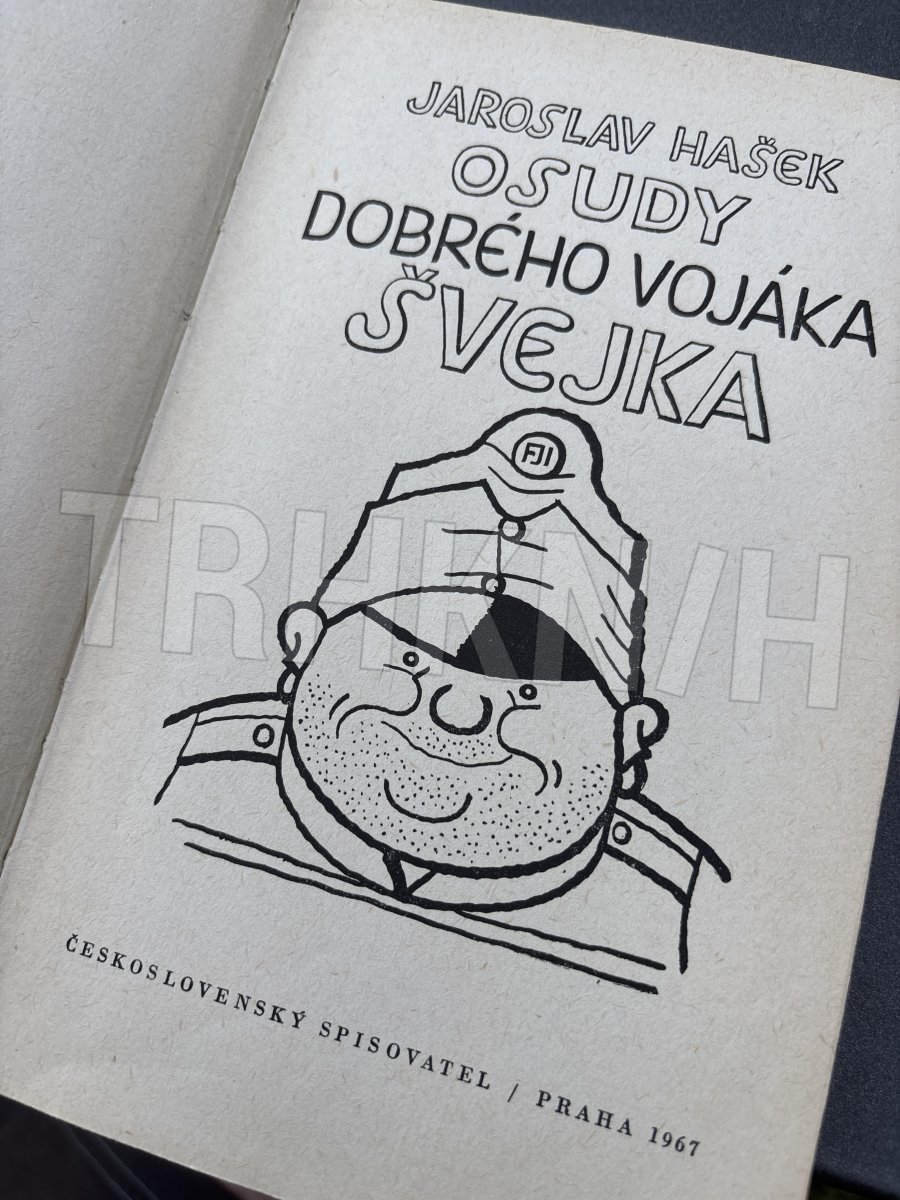 JAROSLAV HAŠEK
OSUDY
DOBRÉHO VOJÁKA
ŠVEJKA
FJI
TRHKNIH
ČESKOSLOVENSKÝ SPISOVATEL / PRAHA 1967